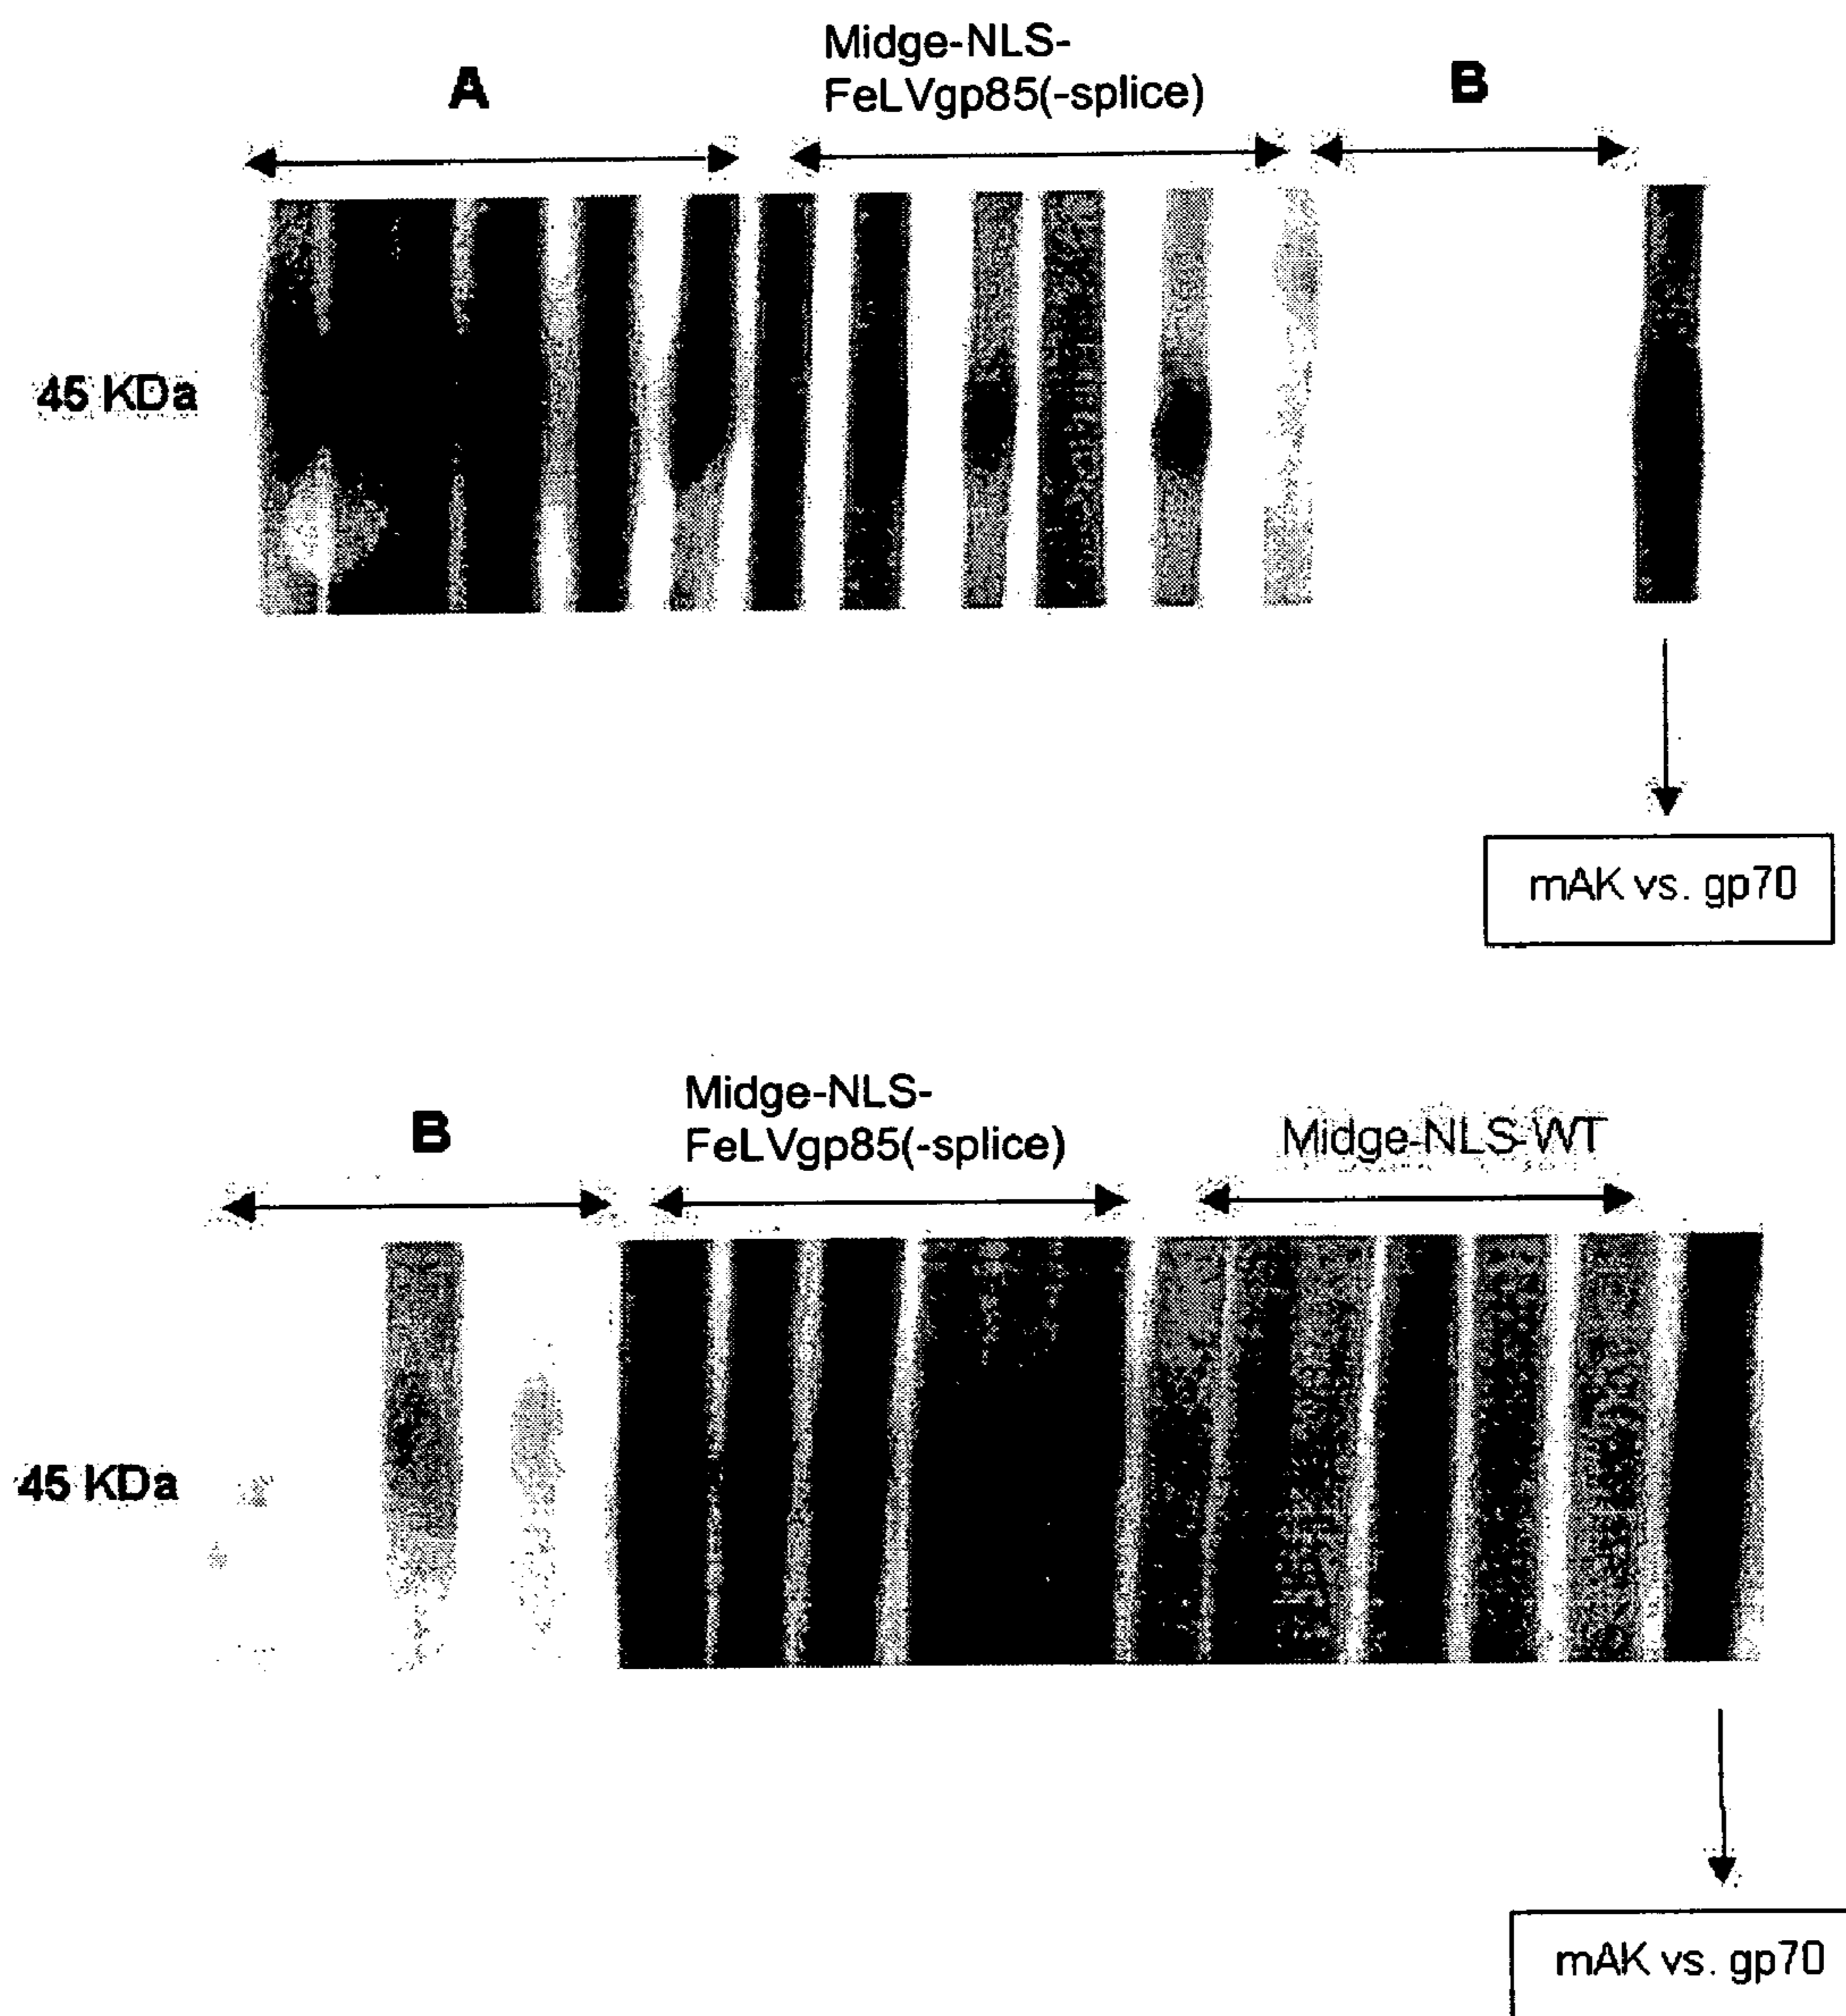 A
Midge-NLS-
FeLVgp85(-splice)
B
45 KDa
mAK vs. gp70
B
Midge-NLS-
FeLVgp85(-splice)
Midge-NLS-WT
45 KDa
mAK vs. gp70